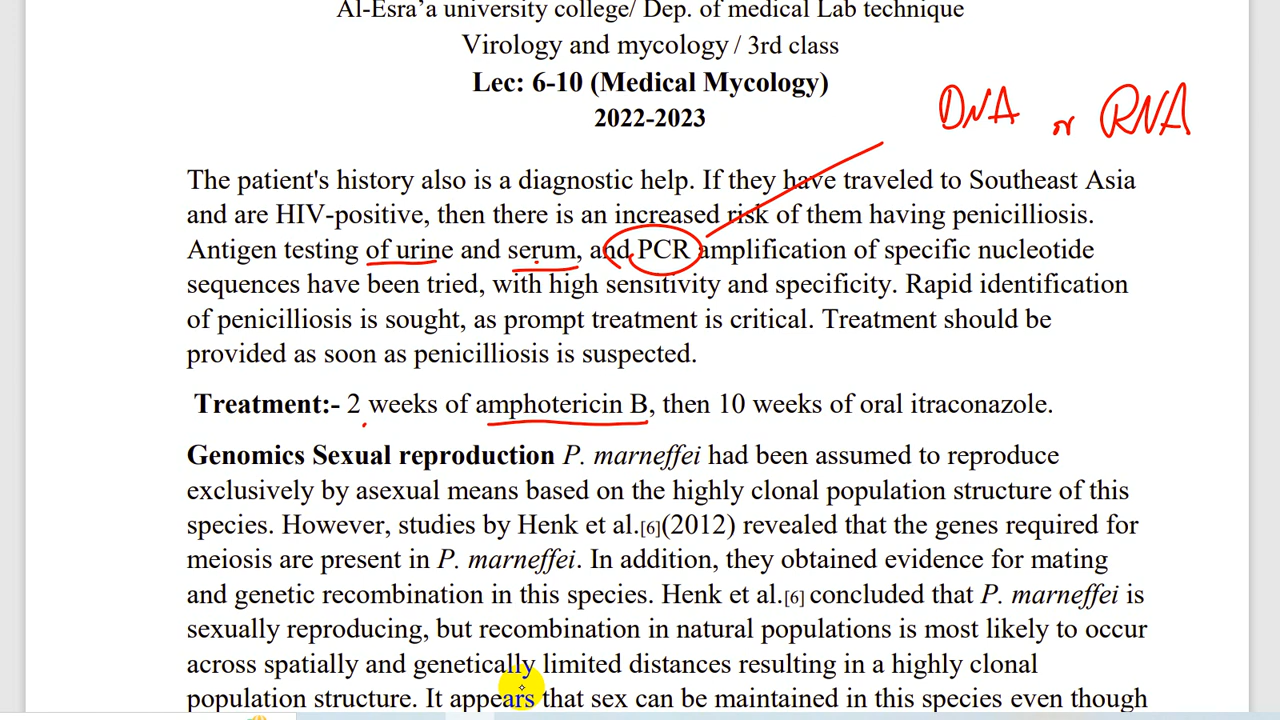 Al-Esra’a university college/ Dep. of medical Lab technique
Virology and mycology / 3rd class
Lec: 6-10 (Medical Mycology)
2022-2023
DNA or RNA
The patient's history also is a diagnostic help. If they have traveled to Southeast Asia
and are HIV-positive, then there is an increased risk of them having penicilliosis.
Antigen testing of urine and serum, and PCR amplification of specific nucleotide
sequences have been tried, with high sensitivity and specificity. Rapid identification
of penicilliosis is sought, as prompt treatment is critical. Treatment should be
provided as soon as penicilliosis is suspected.
Treatment:- 2 weeks of amphotericin B, then 10 weeks of oral itraconazole.
Genomics Sexual reproduction P. marneffei had been assumed to reproduce
exclusively by asexual means based on the highly clonal population structure of this
species. However, studies by Henk et al.[6](2012) revealed that the genes required for
meiosis are present in P. marneffei. In addition, they obtained evidence for mating
and genetic recombination in this species. Henk et al.[6] concluded that P. marneffei is
sexually reproducing, but recombination in natural populations is most likely to occur
across spatially and genetically limited distances resulting in a highly clonal
population structure. It appears that sex can be maintained in this species even though